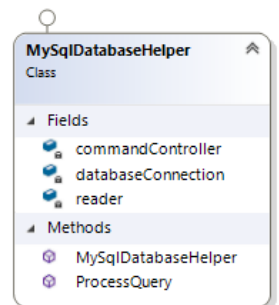 MySqlDatabaseHelper
Class
Fields
commandController
databaseConnection
reader
Methods
MySqlDatabaseHelper
ProcessQuery